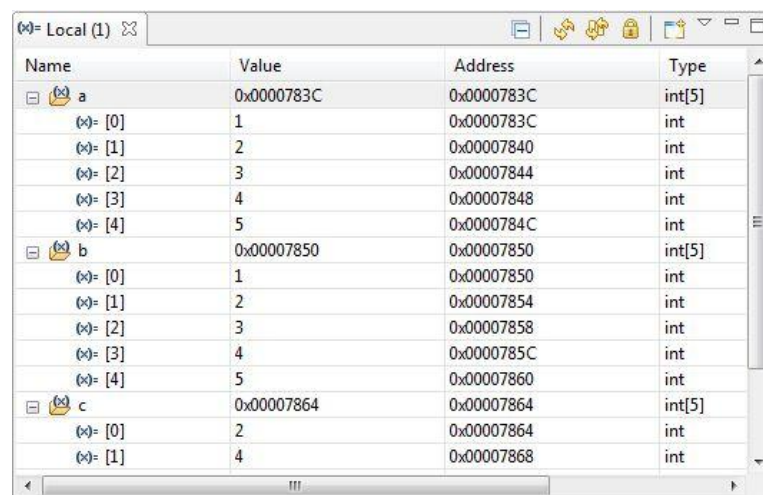 (x)= Local (1)
Name Value Address Type
(x) a 0x0000783C 0x0000783C int[5]
(x)= [0] 1 0x0000783C int
(x)= [1] 2 0x00007840 int
(x)= [2] 3 0x00007844 int
(x)= [3] 4 0x00007848 int
(x)= [4] 5 0x0000784C int
(x) b 0x00007850 0x00007850 int[5]
(x)= [0] 1 0x00007850 int
(x)= [1] 2 0x00007854 int
(x)= [2] 3 0x00007858 int
(x)= [3] 4 0x0000785C int
(x)= [4] 5 0x00007860 int
(x) c 0x00007864 0x00007864 int[5]
(x)= [0] 2 0x00007864 int
(x)= [1] 4 0x00007868 int